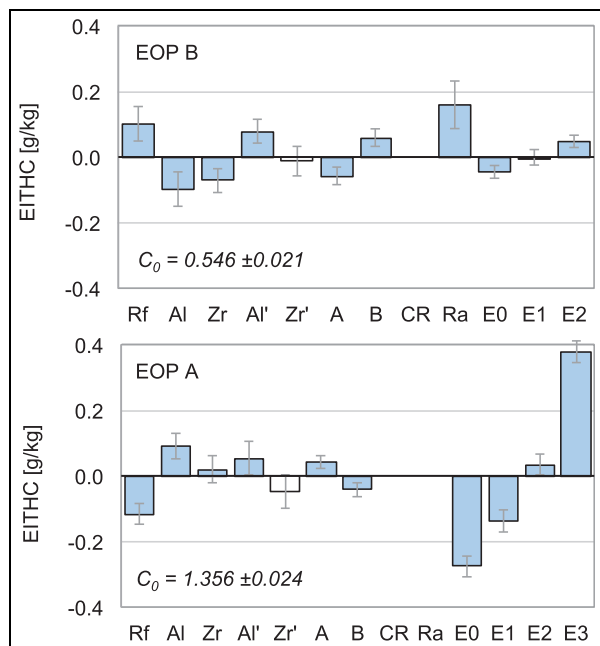 0.4
EOP B
0.2
0.0
-0.2
C0 = 0.546 ±0.021
-0.4
EITHC [g/kg]
Rf Al Zr Al' Zr' A B CR Ra E0 E1 E2
0.4
EOP A
0.2
0.0
-0.2
C0 = 1.356 ±0.024
-0.4
EITHC [g/kg]
Rf Al Zr Al' Zr' A B CR Ra E0 E1 E2 E3